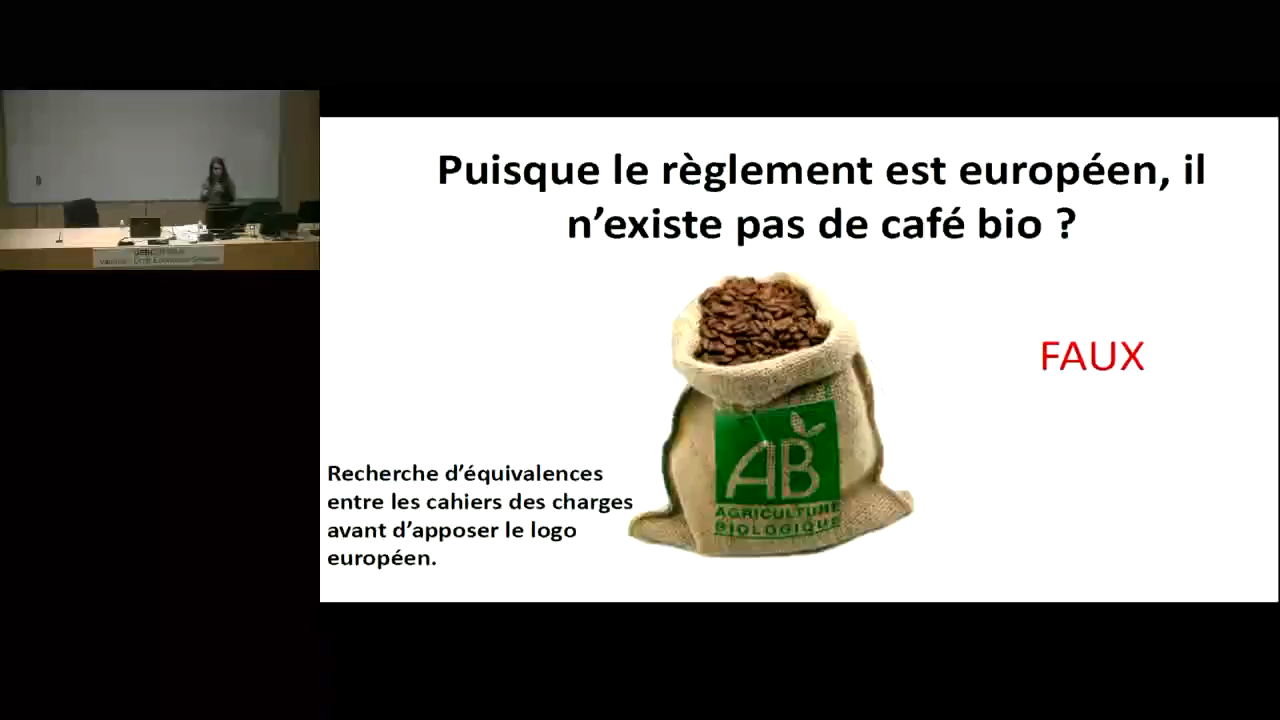 Puisque le règlement est européen, il
n’existe pas de café bio ?
FAUX
AB
AGRICULTURE
BIOLOGIQUE
Recherche d’équivalences
entre les cahiers des charges
avant d’apposer le logo
européen.